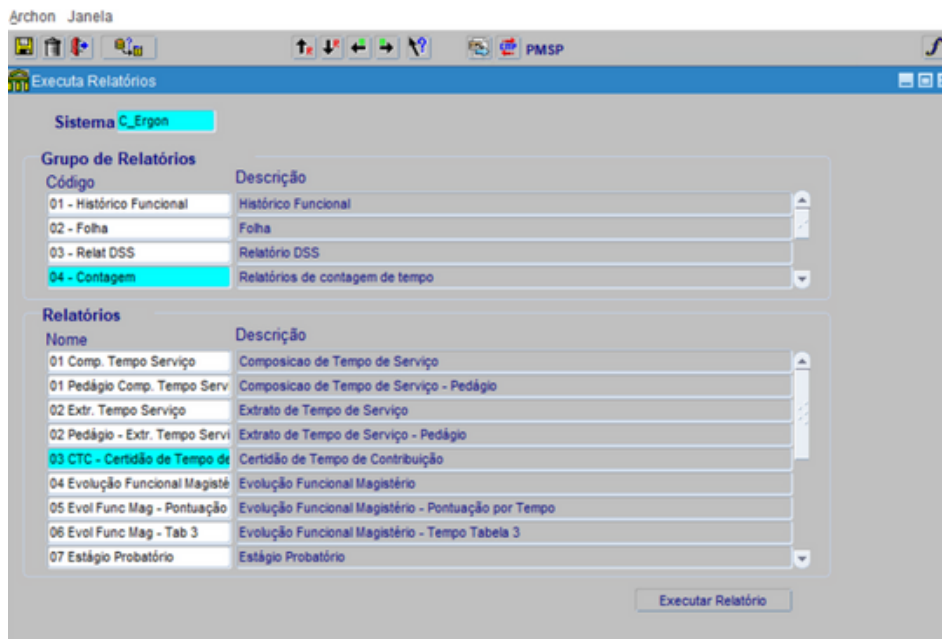 Archon Janela
PMSP
Executa Relatórios
Sistema C_Ergon
Grupo de Relatórios
Código Descrição
01 - Histórico Funcional Histórico Funcional
02 - Folha Folha
03 - Relat DSS Relatório DSS
04 - Contagem Relatórios de contagem de tempo
Relatórios
Nome Descrição
01 Comp. Tempo Serviço Composicao de Tempo de Serviço
01 Pedágio Comp. Tempo Serv Composicao de Tempo de Serviço - Pedágio
02 Extr. Tempo Serviço Extrato de Tempo de Serviço
02 Pedágio - Extr. Tempo Servi Extrato de Tempo de Serviço - Pedágio
03 CTC - Certidão de Tempo de Certidão de Tempo de Contribuição
04 Evolução Funcional Magisté Evolução Funcional Magistério
05 Evol Func Mag - Pontuação Evolução Funcional Magistério - Pontuação por Tempo
06 Evol Func Mag - Tab 3 Evolução Funcional Magistério - Tempo Tabela 3
07 Estágio Probatório Estágio Probatório
Executar Relatório